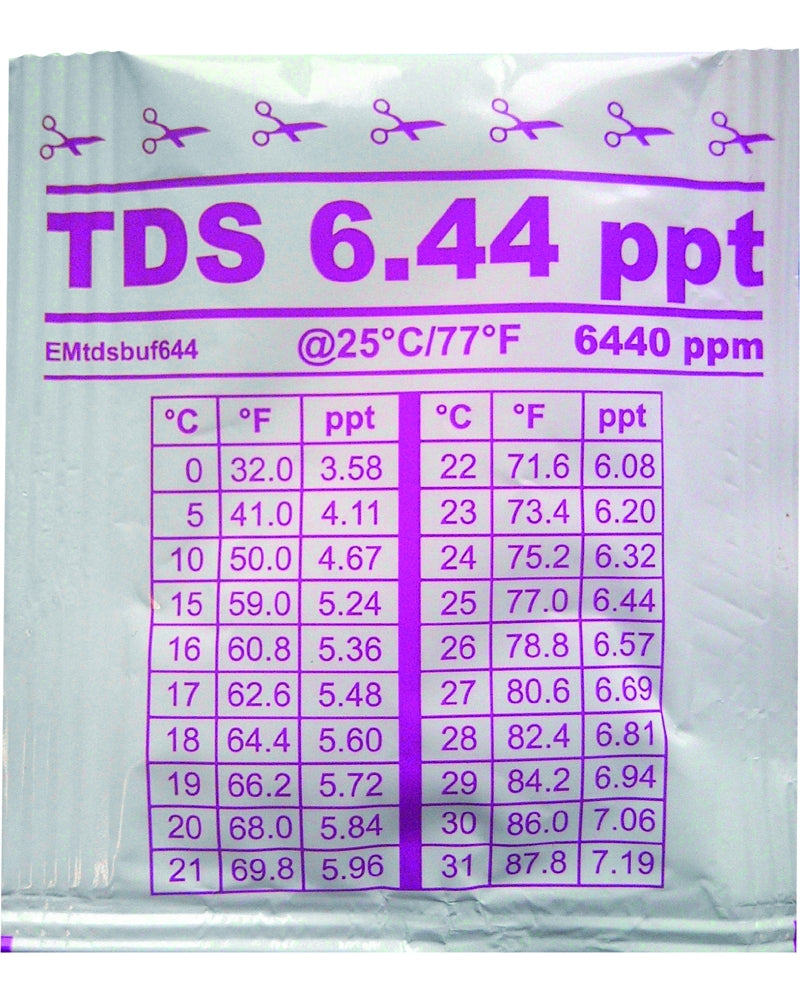 TDS 6.44 ppt
EMtdsbuf644 @25°C/77°F 6440 ppm
°C °F ppt °C °F ppt
0 32.0 3.58 22 71.6 6.08
5 41.0 4.11 23 73.4 6.20
10 50.0 4.67 24 75.2 6.32
15 59.0 5.24 25 77.0 6.44
16 60.8 5.36 26 78.8 6.57
17 62.6 5.48 27 80.6 6.69
18 64.4 5.60 28 82.4 6.81
19 66.2 5.72 29 84.2 6.94
20 68.0 5.84 30 86.0 7.06
21 69.8 5.96 31 87.8 7.19